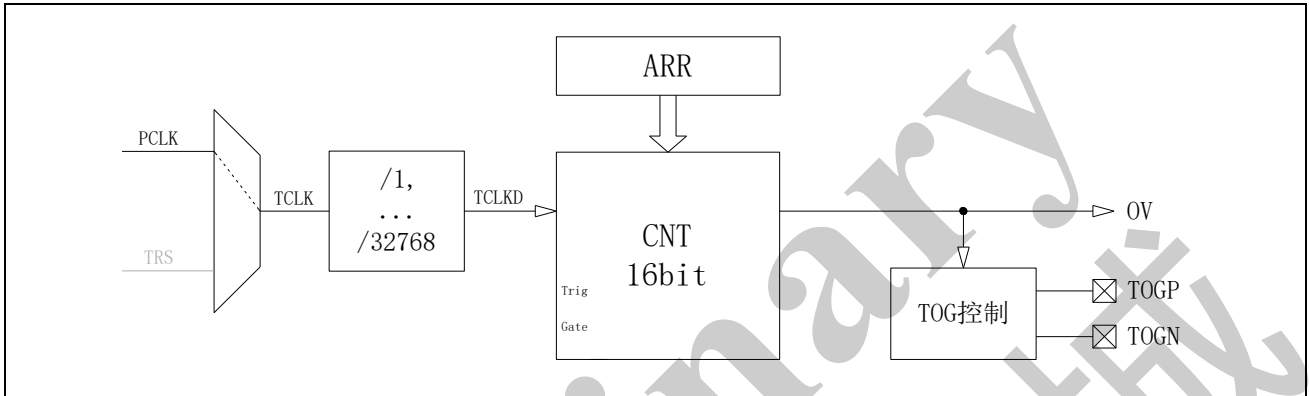 ARR
PCLK
TCLK
TRS
/1,
...
/32768
TCLKD
CNT
16bit
Trig
Gate
OV
TOG控制
TOGP
TOGN
inary